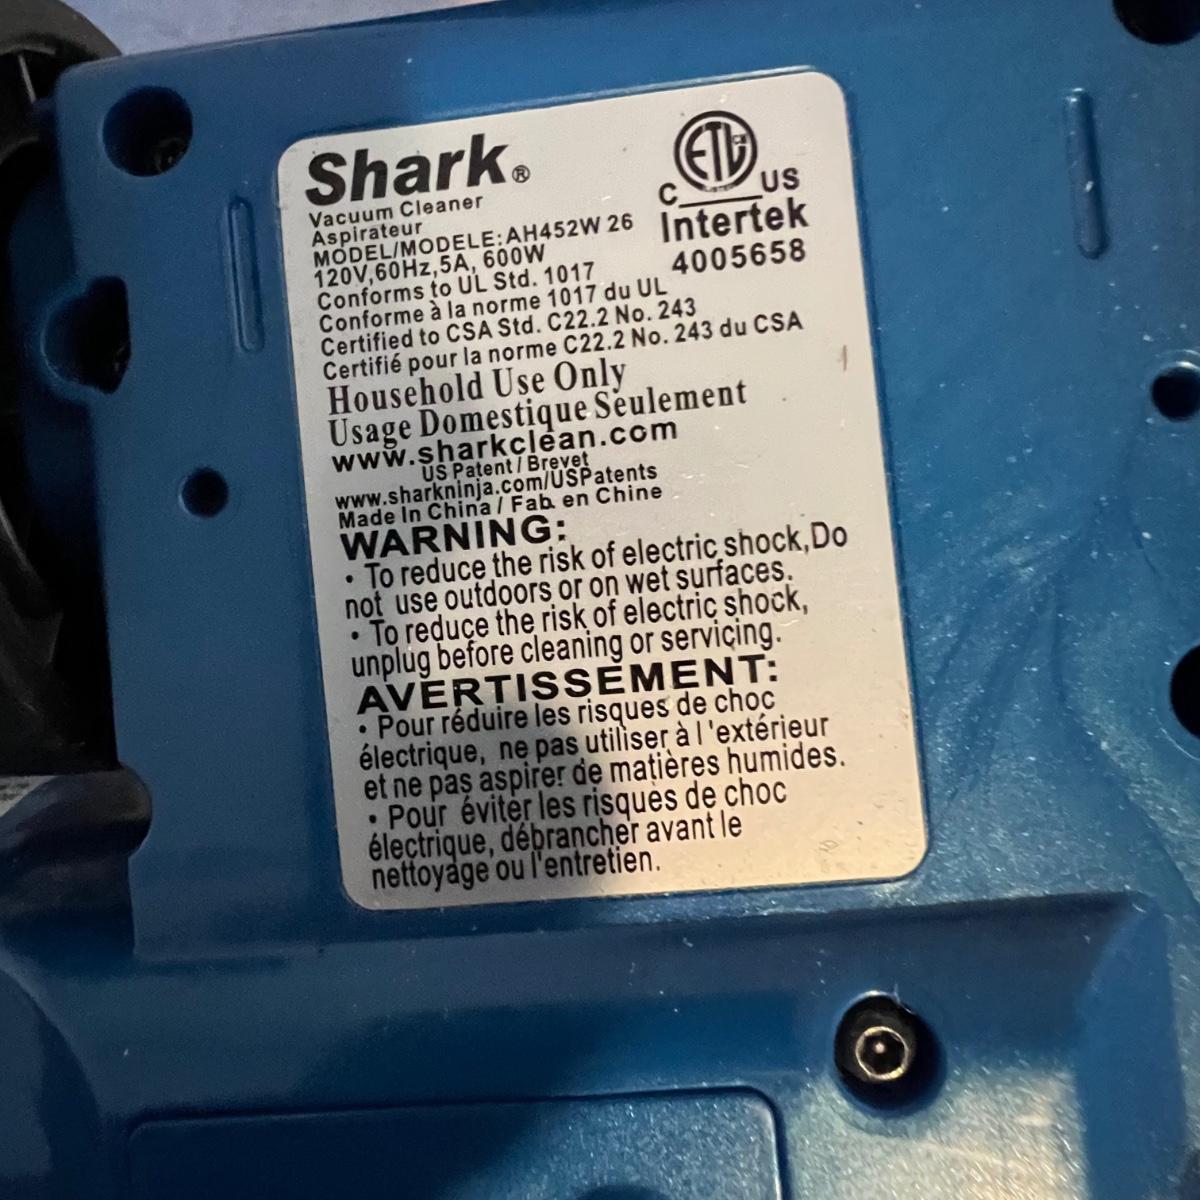 Shark®
Vacuum Cleaner
Aspirateur
MODEL/MODELE:AH452W 26
120V,60Hz,5A, 600W
Conforms to UL Std. 1017
Conforme à la norme 1017 du UL
Certified to CSA Std. C22.2 No. 243
Certifié pour la norme C22.2 No. 243 du CSA
ETL CM
C US
Intertek
4005658
Household Use Only
Usage Domestique Seulement
www.sharkclean.com
US Patent / Brevet
www.sharkninja.com/USPatents
Made In China / Fab. en Chine
WARNING:
• To reduce the risk of electric shock,Do
not use outdoors or on wet surfaces.
• To reduce the risk of electric shock,
unplug before cleaning or servicing.
AVERTISSEMENT:
• Pour réduire les risques de choc
électrique, ne pas utiliser à l'extérieur
et ne pas aspirer de matières humides.
• Pour éviter les risques de choc
électrique, débrancher avant le
nettoyage ou l'entretien.